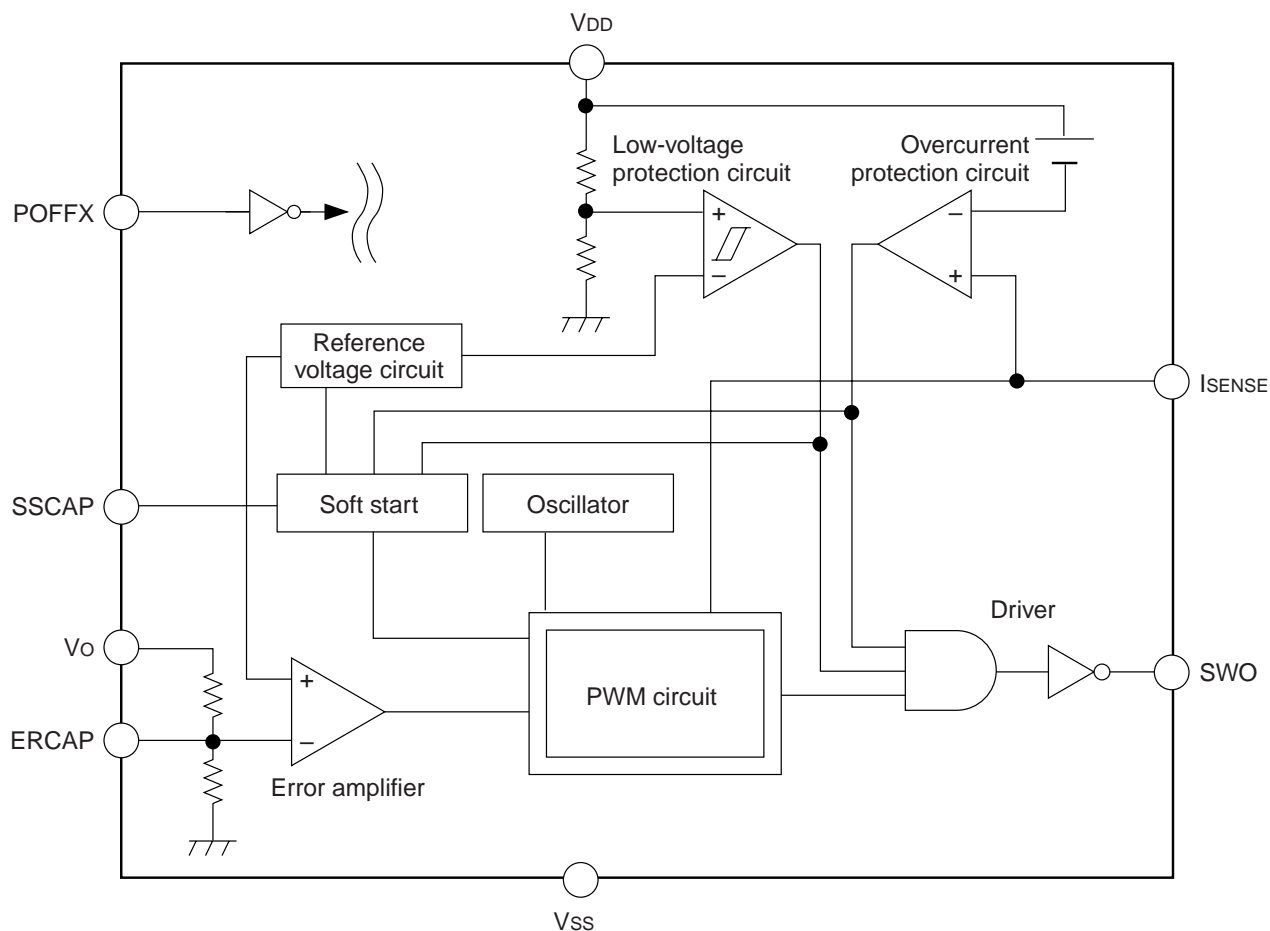 VDD
Low-voltage
protection circuit
Overcurrent
protection circuit
POFFX
+
−
−
+
Reference
voltage circuit
ISENSE
SSCAP
Soft start
Oscillator
Driver
VO
+
PWM circuit
SWO
ERCAP
−
Error amplifier
VSS